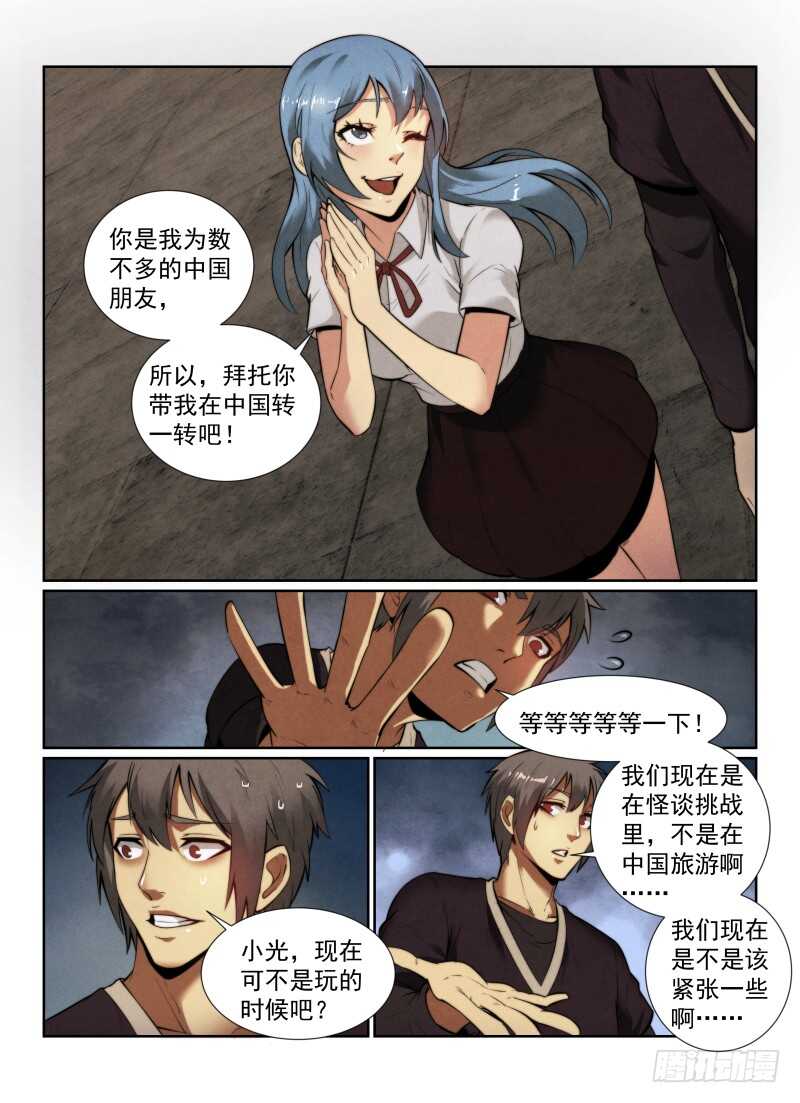 你是我为数
不多的中国
朋友，
所以，拜托你
带我在中国转
一转吧！
等等等等等一下！
小光，现在
可不是玩的
时候吧？
我们现在是
在怪谈挑战
里，不是在
中国旅游啊
……
我们现在
是不是该
紧张一些
啊……
腾讯动漫